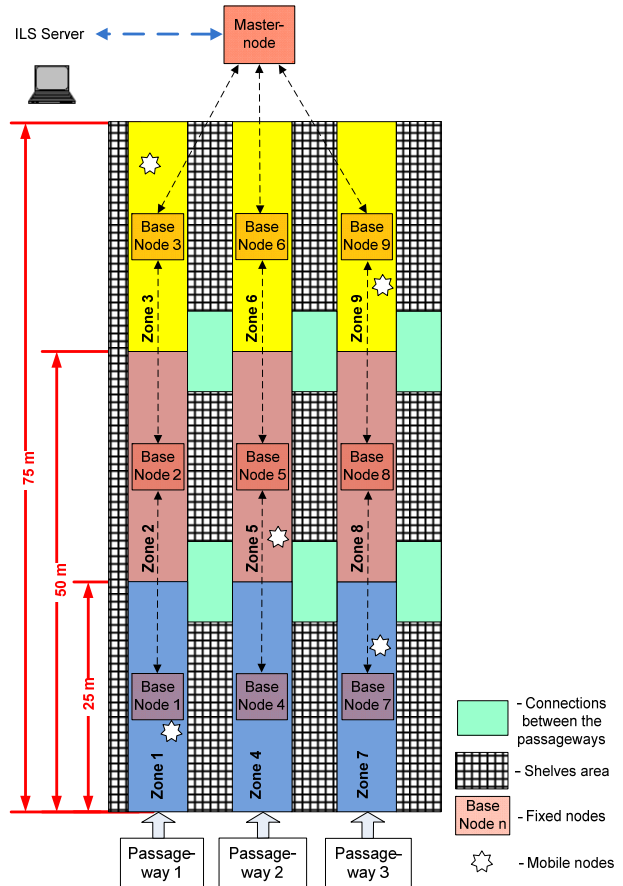 ILS Server
Master-
node
Base
Node 3
Base
Node 6
Base
Node 9
Zone 3
Zone 6
Zone 9
Base
Node 2
Base
Node 5
Base
Node 8
75 m
Zone 2
Zone 5
Zone 8
50 m
Base
Node 1
Base
Node 4
Base
Node 7
25 m
Zone 1
Zone 4
Zone 7
- Connections
between the
passageways
- Shelves area
Base
Node n
- Fixed nodes
- Mobile nodes
Passage-
way 1
Passage-
way 2
Passage-
way 3